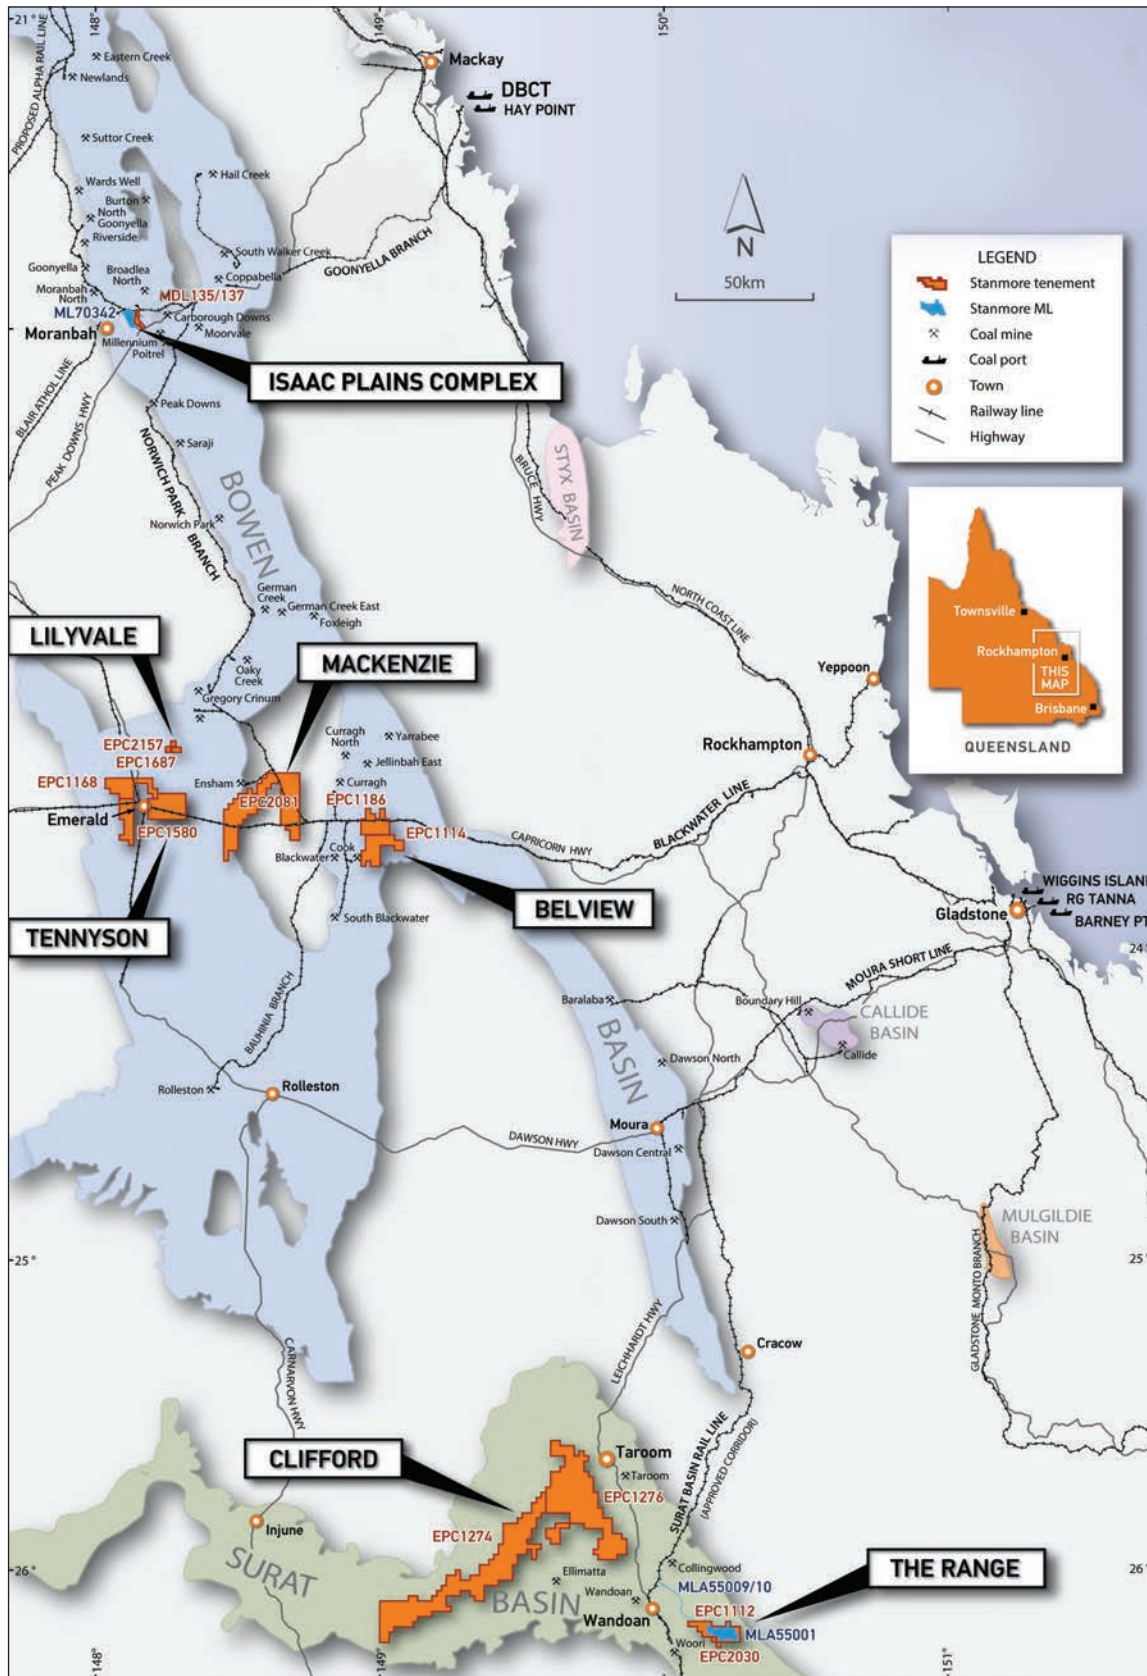 21°
148°
149°
150°
PROPOSED ALPHA RAIL LINE
Eastern Creek
Newlands
Mackay
DBCT
HAY POINT
Suttor Creek
Hail Creek
Wards Well
Burton
North
Goonyella
Riverside
South Walker Creek
GOONYELLA BRANCH
Goonyella
Broadlea
North
Coppabella
Moranbah
North
MDL135/137
ML70342
Carborough Downs
Moranbah
Moorvale
Millennium
Poitrel
ISAAC PLAINS COMPLEX
N
50km
LEGEND
Stanmore tenement
Stanmore ML
Coal mine
Coal port
Town
Railway line
Highway
BLAIR ATHOL LINE
PEAK DOWNS HWY
Peak Downs
Saraji
NORWICH PARK
BRANCH
BOWEN
Norwich Park
BRUCE HWY
STYX BASIN
Townsville
Rockhampton
THIS
MAP
Brisbane
QUEENSLAND
German
Creek
German Creek East
Foxleigh
NORTH COAST LINE
LILYVALE
MACKENZIE
Oaky
Creek
Gregory Crinum
Yeppoon
EPC2157
EPC1687
EPC1168
Curragh
North
Yarrabee
Jellinbah East
Rockhampton
Ensham
Curragh
EPC2081
EPC1186
Emerald
EPC1580
EPC1114
BLACKWATER LINE
CAPRICORN HWY
Cook
Blackwater
South Blackwater
BELVIEW
TENNYSON
WIGGINS ISLAND
RG TANNA
BARNEY PT
Gladstone
24°
MOURA SHORT LINE
BAUHINIA BRANCH
Baralaba
Boundary Hill
CALLIDE
BASIN
Callide
BASIN
Dawson North
Rolleston
Rolleston
Moura
DAWSON HWY
Dawson Central
Dawson South
MULGILDIE
BASIN
25°
25°
GLADSTONE MONTO BRANCH
CARNARVON HWY
LEICHHARDT HWY
Cracow
SURAT BASIN RAIL LINE
(APPROVED CORRIDOR)
CLIFFORD
Taroom
Taroom
EPC1276
EPC1274
Injune
SURAT
BASIN
26°
26°
Ellimatta
Collingwood
Wandoan
MLA55009/10
THE RANGE
Wandoan
EPC1112
MLA55001
Woori
EPC2030
148°
149°
151°